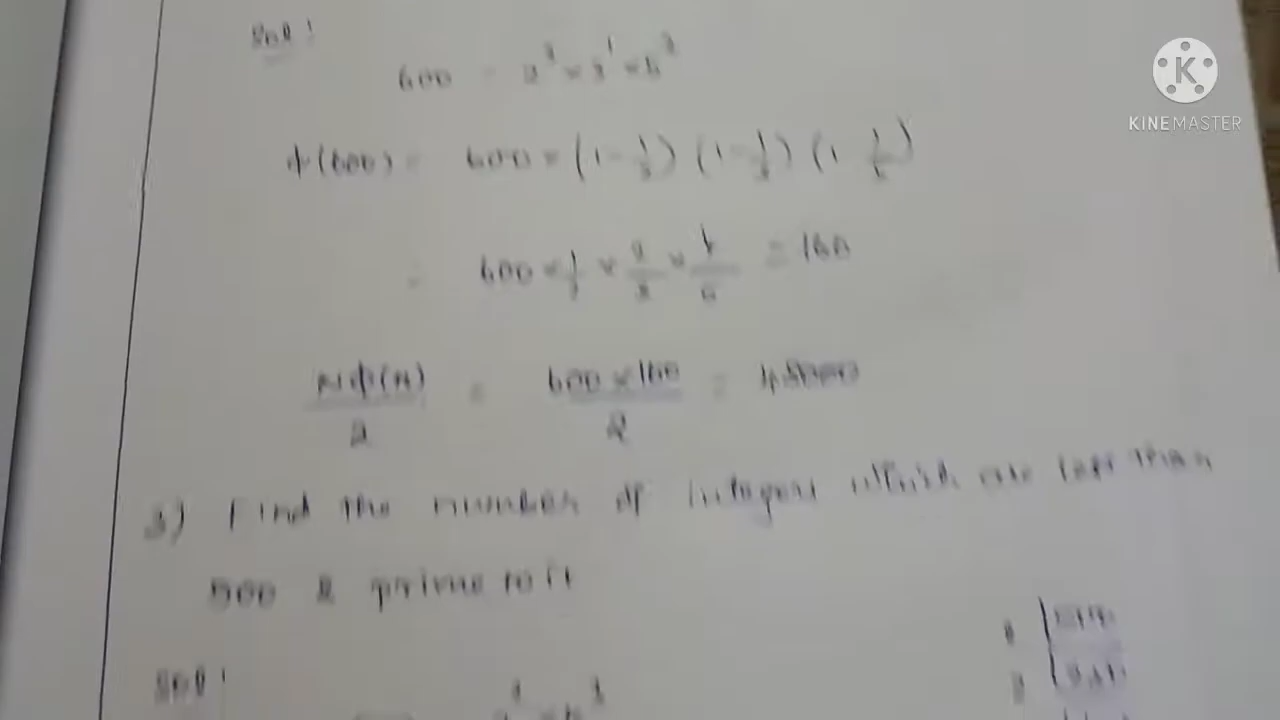 Sol:
KINEMASTER
600 = 2³ × 3¹ × 5²
φ(600) = 600 × (1 - 1/2) (1 - 1/3) (1 - 1/5)
= 600 × 1/2 × 2/3 × 4/5 = 160
nφ(n)/2 = 600 × 160/2 = 48000
3) Find the number of integers which are less than
500 & prime to it
Sol: